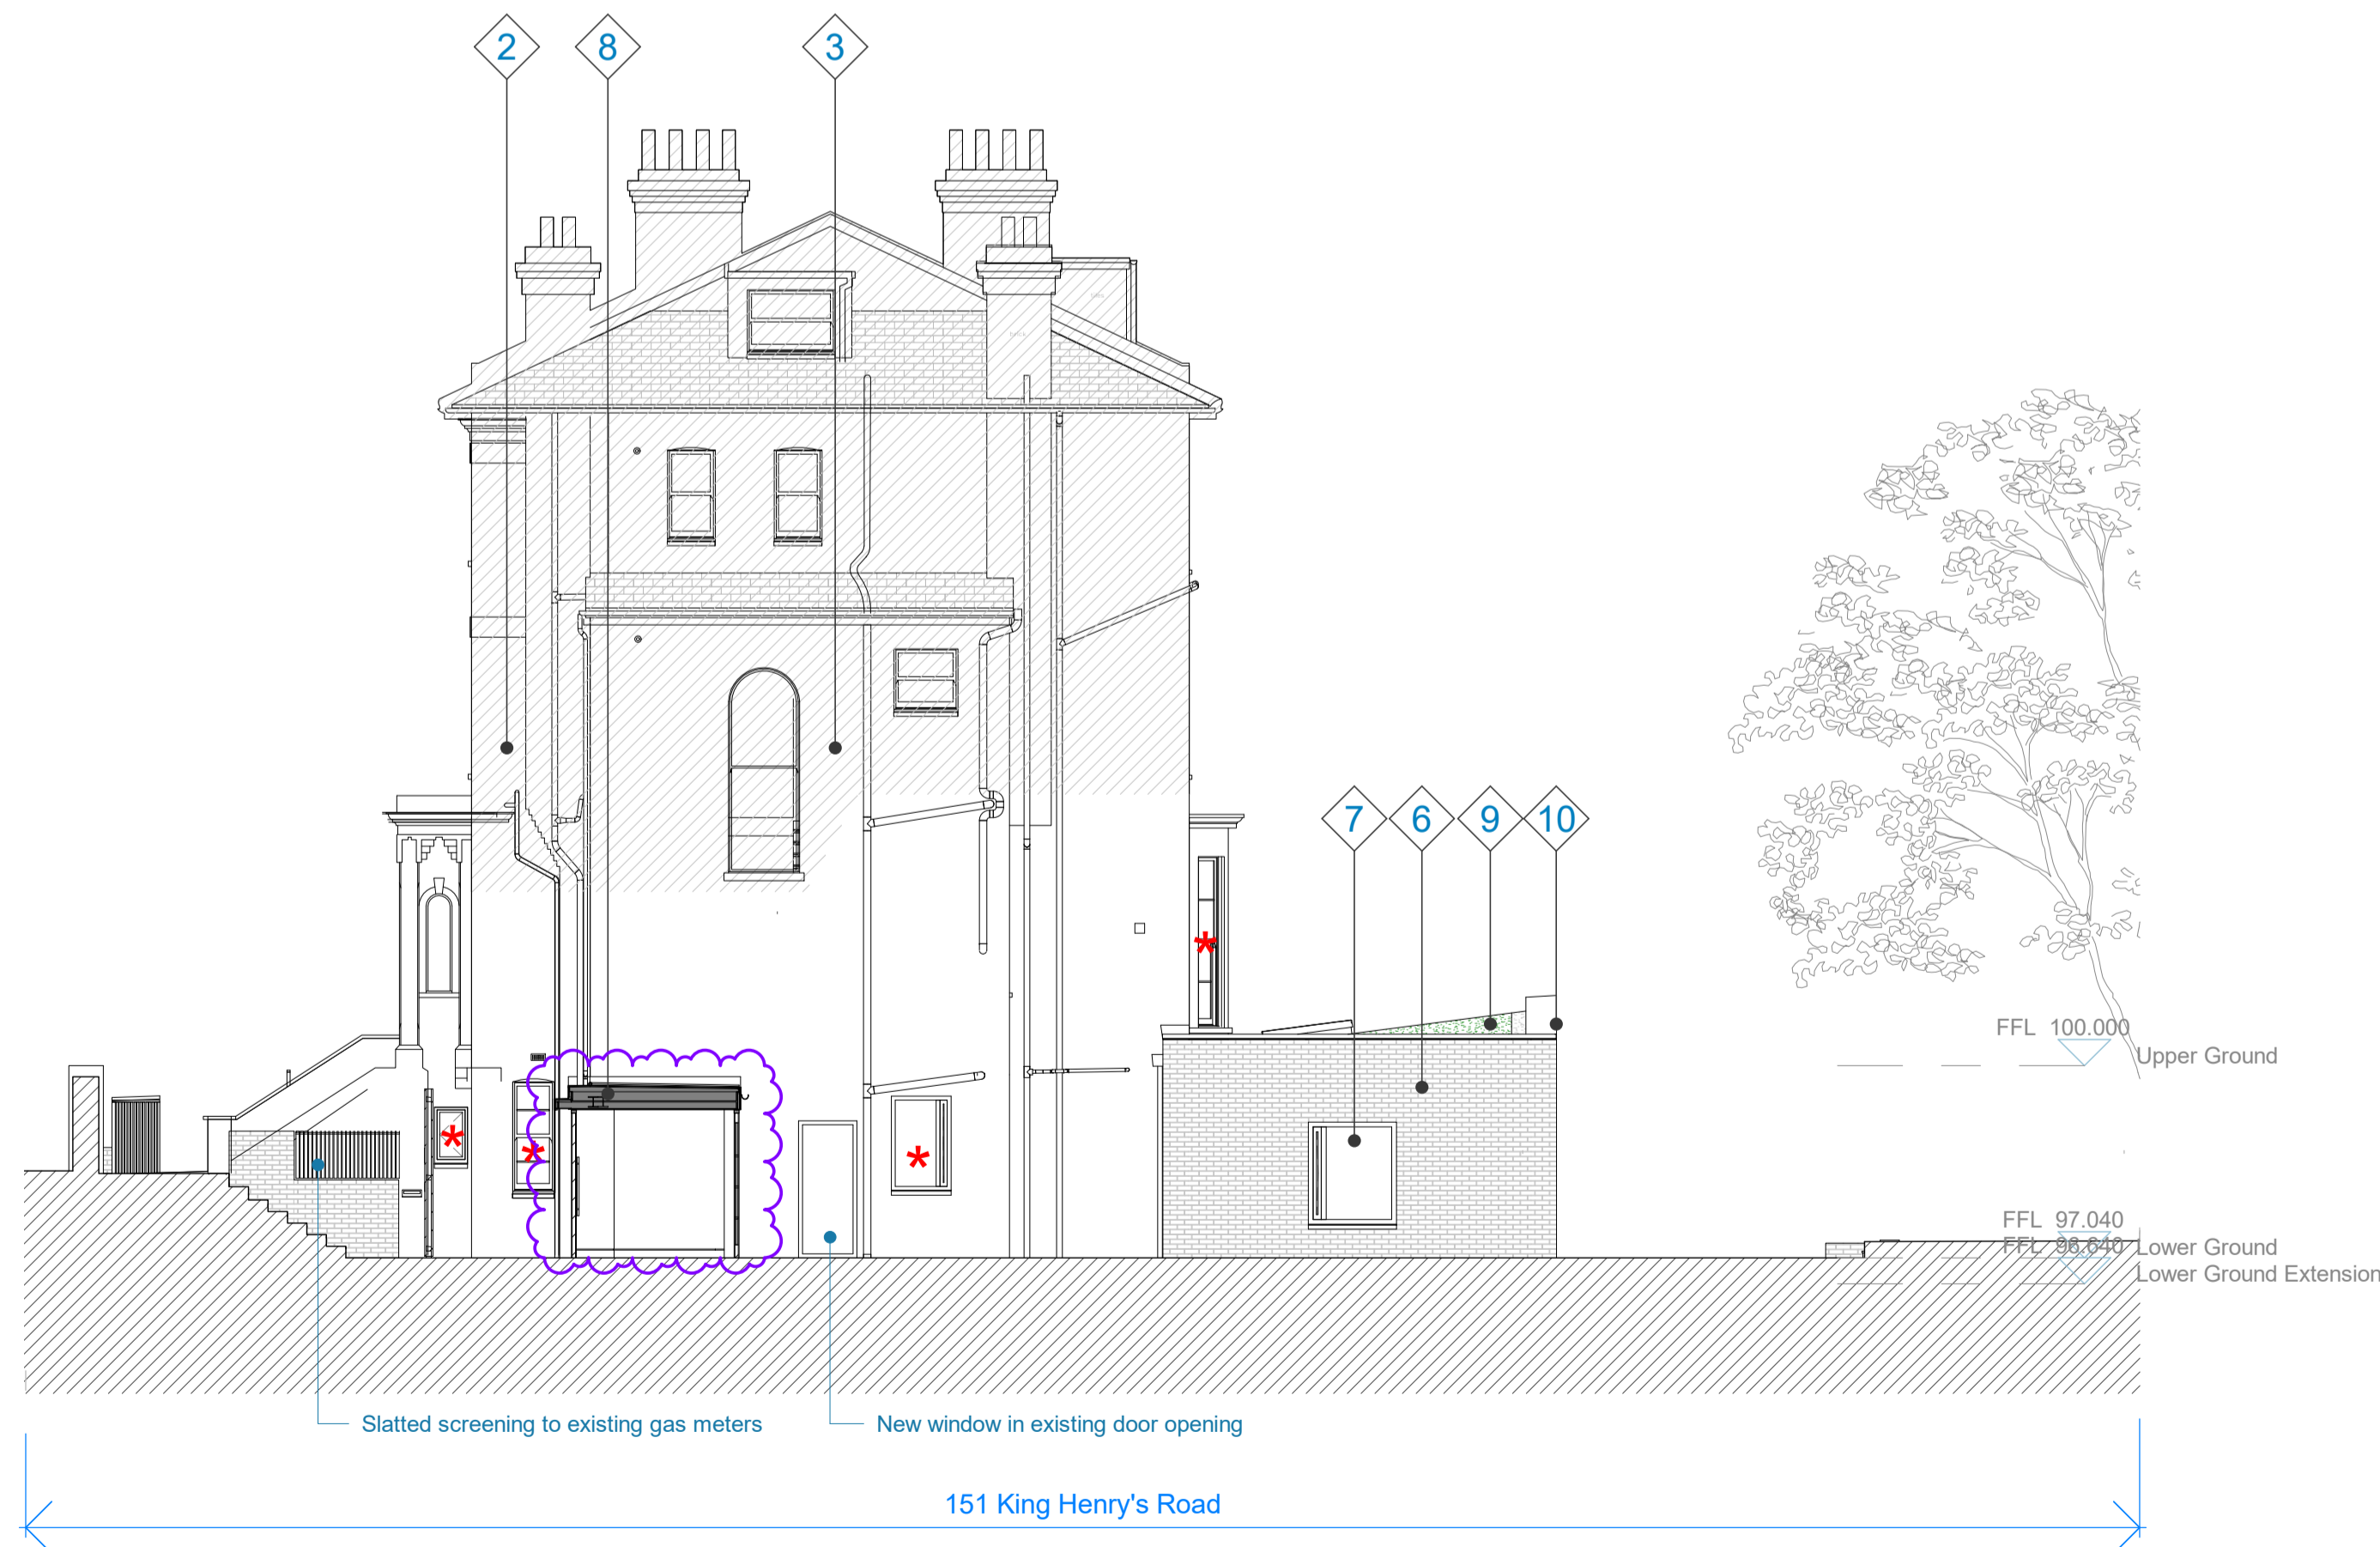 2 8 3
brick
7 6 9 10
*
FFL 100.000
Upper Ground
* * *
FFL 97.040
FFL 96.640 Lower Ground
Lower Ground Extension
Slatted screening to existing gas meters New window in existing door opening
151 King Henry's Road